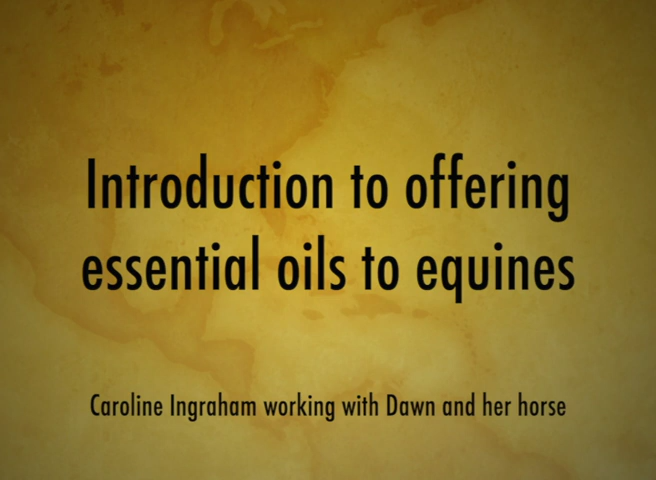 Introduction to offering
essential oils to equines
Caroline Ingraham working with Dawn and her horse